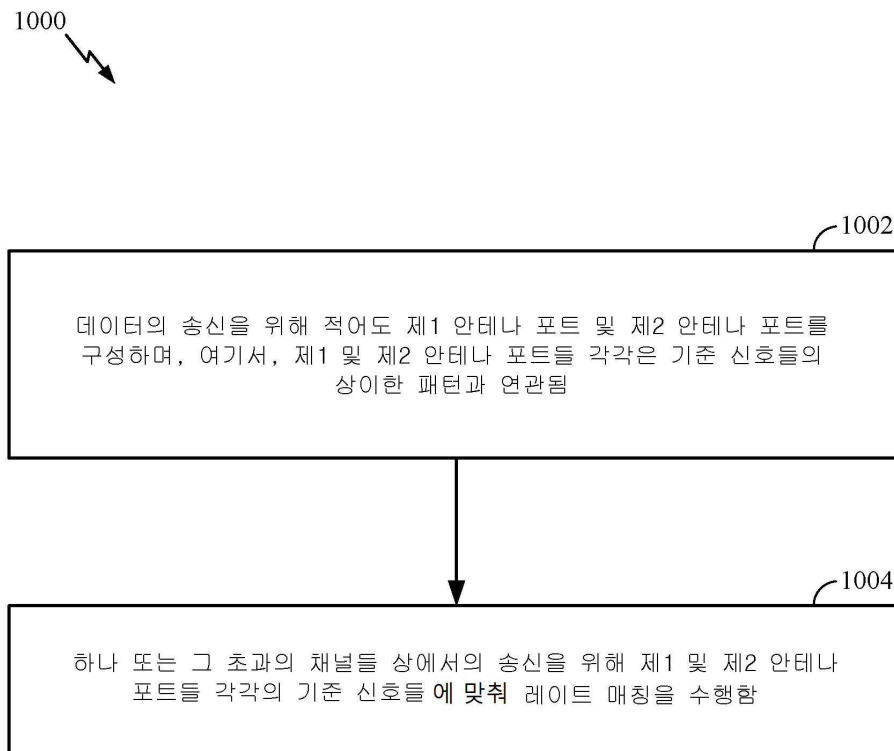 1000
1002
데이터의 송신을 위해 적어도 제1 안테나 포트 및 제2 안테나 포트를
구성하며, 여기서, 제1 및 제2 안테나 포트들 각각은 기준 신호들의
상이한 패턴과 연관됨
1004
하나 또는 그 초과의 채널들 상에서의 송신을 위해 제1 및 제2 안테나
포트들 각각의 기준 신호들 에 맞춰 레이트 매칭을 수행함